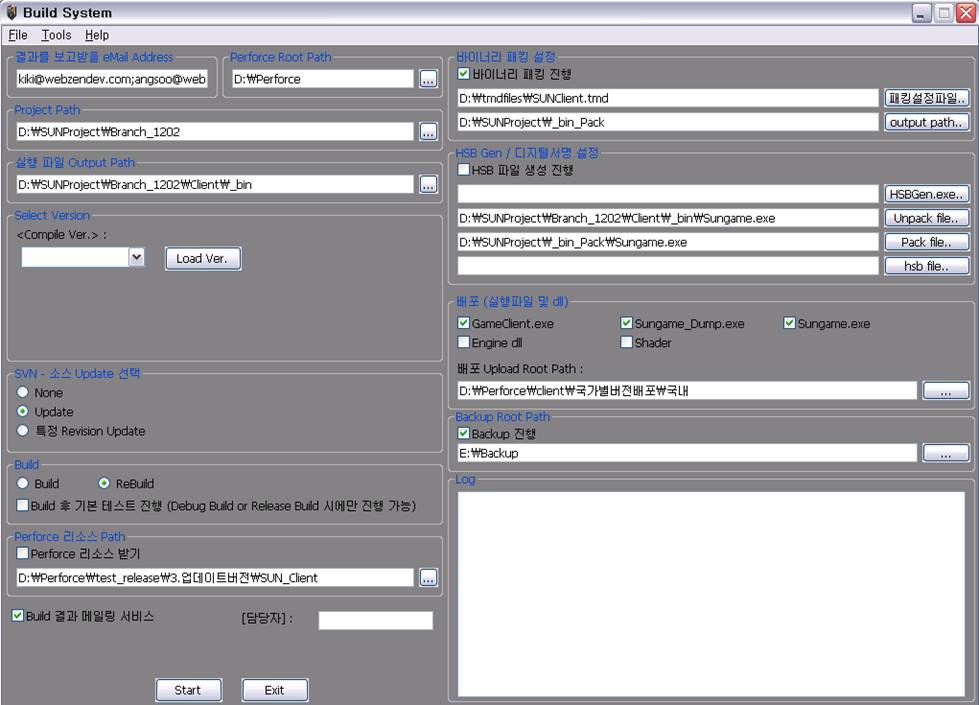 Build System
File Tools Help
결과를 보고받을 eMail Address
kiki@webzendev.com;angsoo@web
Perforce Root Path
D:₩Perforce
...
Project Path
D:₩SUNProject₩Branch_1202
...
실행 파일 Output Path
D:₩SUNProject₩Branch_1202₩Client₩_bin
...
Select Version
<Compile Ver.> :
Load Ver.
SVN - 소스 Update 선택
None
Update
특정 Revision Update
Build
Build ReBuild
Build 후 기본 테스트 진행 (Debug Build or Release Build 시에만 진행 가능)
Perforce 리소스 Path
Perforce 리소스 받기
D:₩Perforce₩test_release₩3.업데이트버젼₩SUN_Client
...
Build 결과 메일링 서비스 [담당자] :
Start Exit
바이너리 패킹 설정
바이너리 패킹 진행
D:₩tmdfiles₩SUNClient.tmd
패킹설정파일..
D:₩SUNProject₩_bin_Pack
output path..
HSB Gen / 디지털서명 설정
HSB 파일 생성 진행
HSBGen.exe..
D:₩SUNProject₩Branch_1202₩Client₩_bin₩Sungame.exe
Unpack file..
D:₩SUNProject₩_bin_Pack₩Sungame.exe
Pack file..
hsb file..
배포 (실행파일 및 dll)
GameClient.exe Sungame_Dump.exe Sungame.exe
Engine dll Shader
배포 Upload Root Path :
D:₩Perforce₩client₩국가별버전배포₩국내
...
Backup Root Path
Backup 진행
E:₩Backup
...
Log